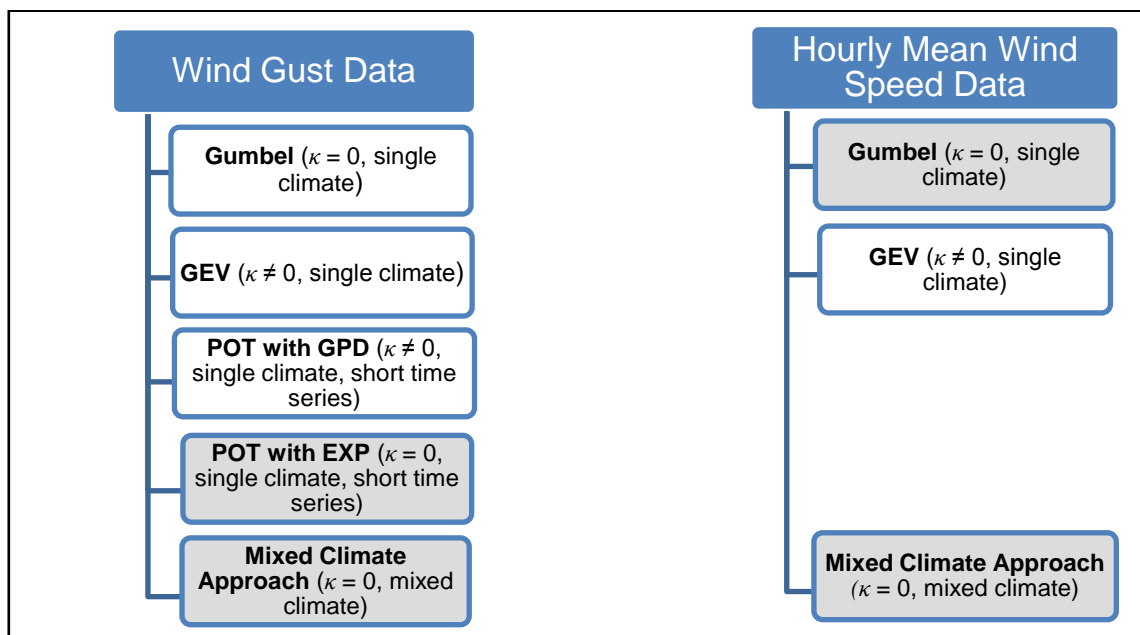 Wind Gust Data
Gumbel (κ = 0, single
climate)
GEV (κ ≠ 0, single climate)
POT with GPD (κ ≠ 0,
single climate, short time
series)
POT with EXP (κ = 0,
single climate, short time
series)
Mixed Climate
Approach (κ = 0, mixed
climate)
Hourly Mean Wind
Speed Data
Gumbel (κ = 0, single
climate)
GEV (κ ≠ 0, single
climate)
Mixed Climate Approach
(κ = 0, mixed climate)